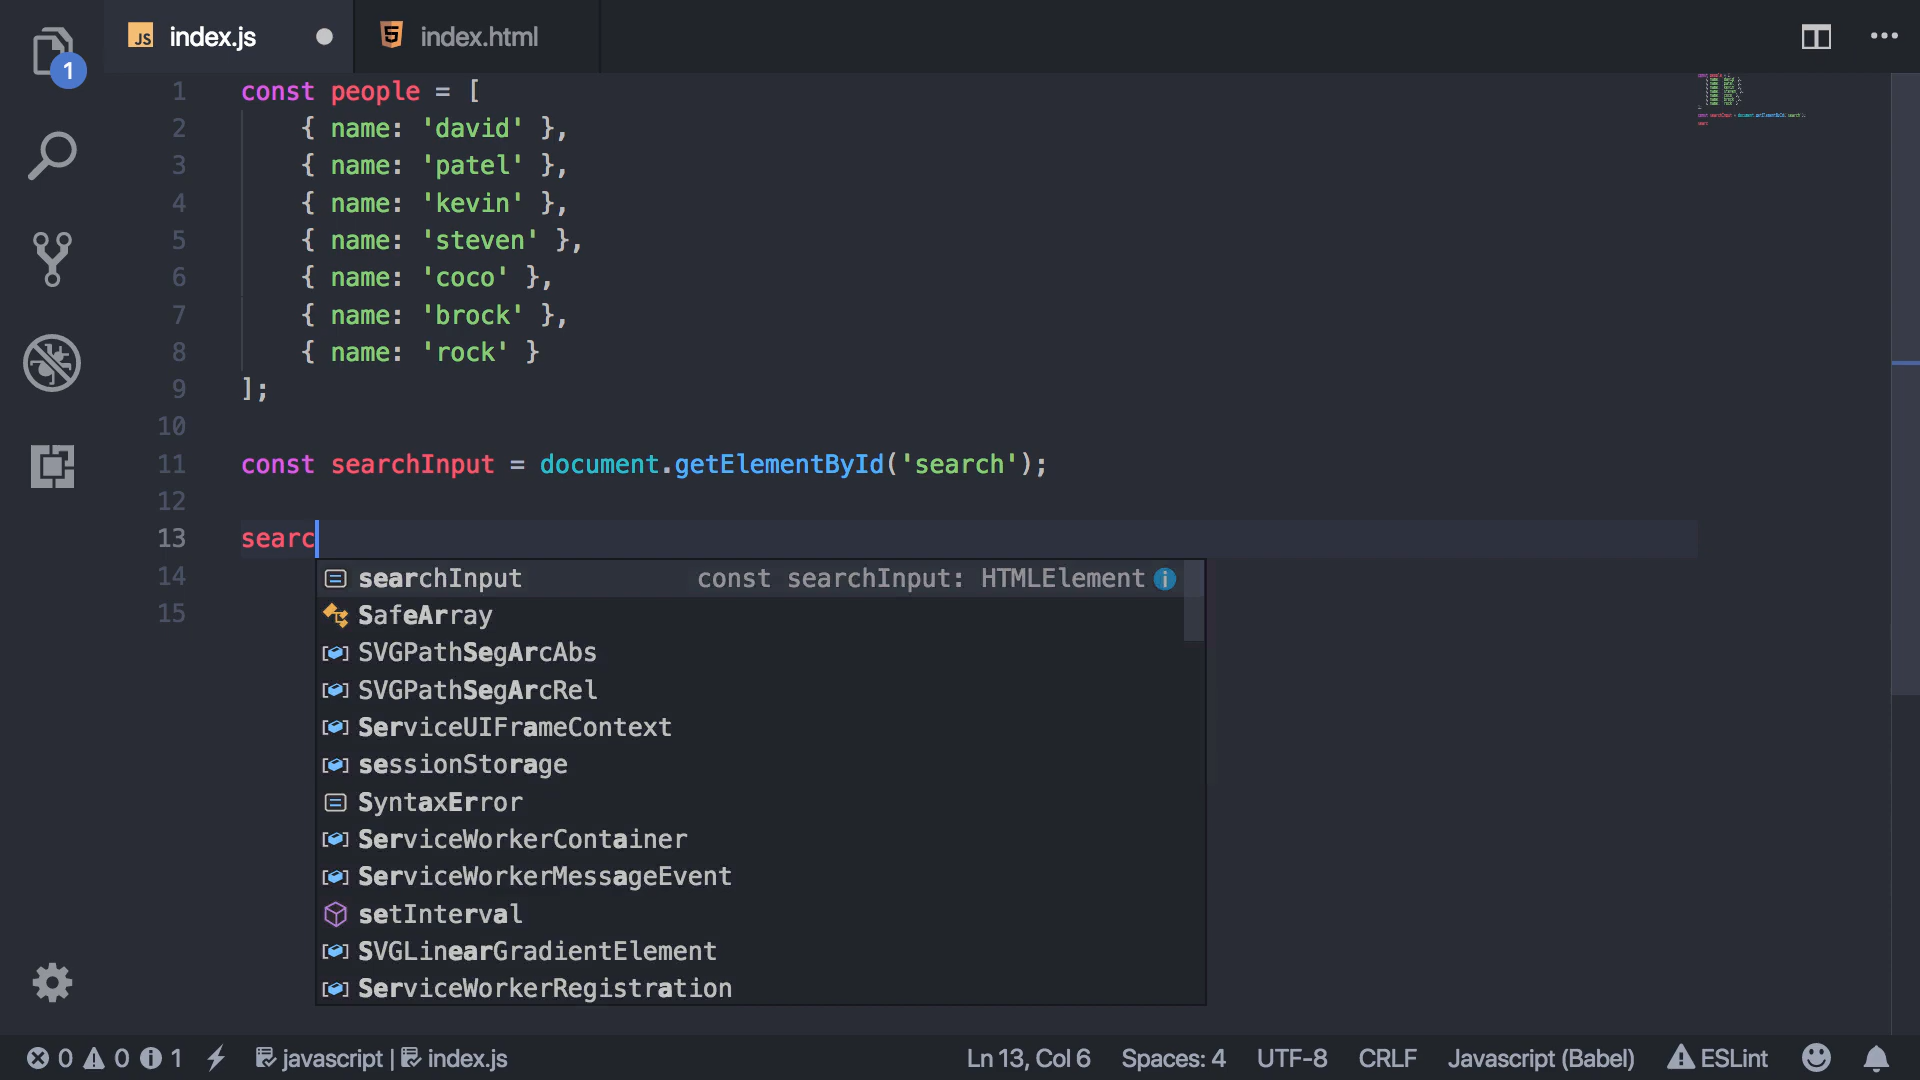 index.js
index.html
1
1 const people = [
2 { name: 'david' },
3 { name: 'patel' },
4 { name: 'kevin' },
5 { name: 'steven' },
6 { name: 'coco' },
7 { name: 'brock' },
8 { name: 'rock' }
9 ];
10
11 const searchInput = document.getElementById('search');
12
13 searc
14
15
searchInput const searchInput: HTMLElement
SafeArray
SVGPathSegArcAbs
SVGPathSegArcRel
ServiceUIFrameContext
sessionStorage
SyntaxError
ServiceWorkerContainer
ServiceWorkerMessageEvent
setInterval
SVGLinearGradientElement
ServiceWorkerRegistration
0 0 1 javascript | index.js Ln 13, Col 6 Spaces: 4 UTF-8 CRLF Javascript (Babel) ESLint